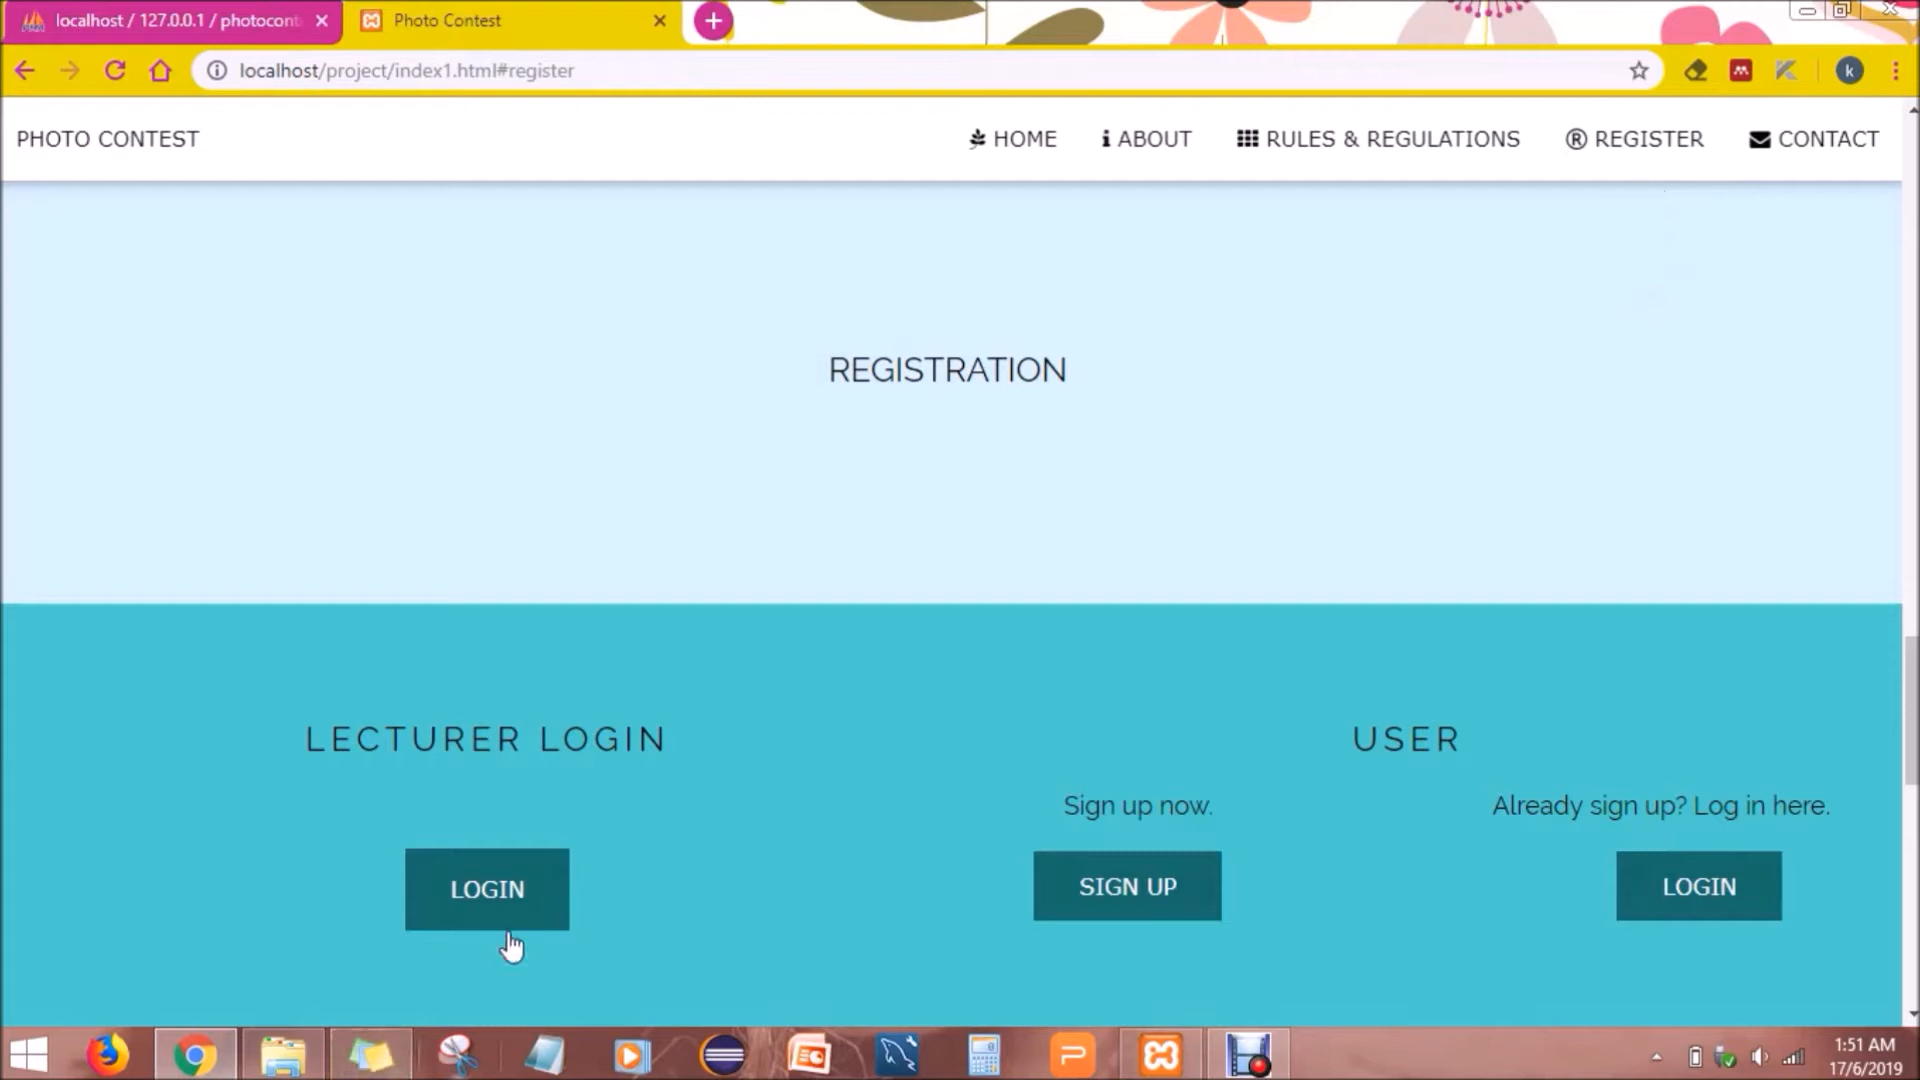 localhost / 127.0.0.1 / photocont
Photo Contest
localhost/project/index1.html#register
k
PHOTO CONTEST
HOME
ABOUT
RULES & REGULATIONS
® REGISTER
CONTACT
REGISTRATION
LECTURER LOGIN
USER
Sign up now.
Already sign up? Log in here.
LOGIN
SIGN UP
LOGIN
1:51 AM
17/6/2019